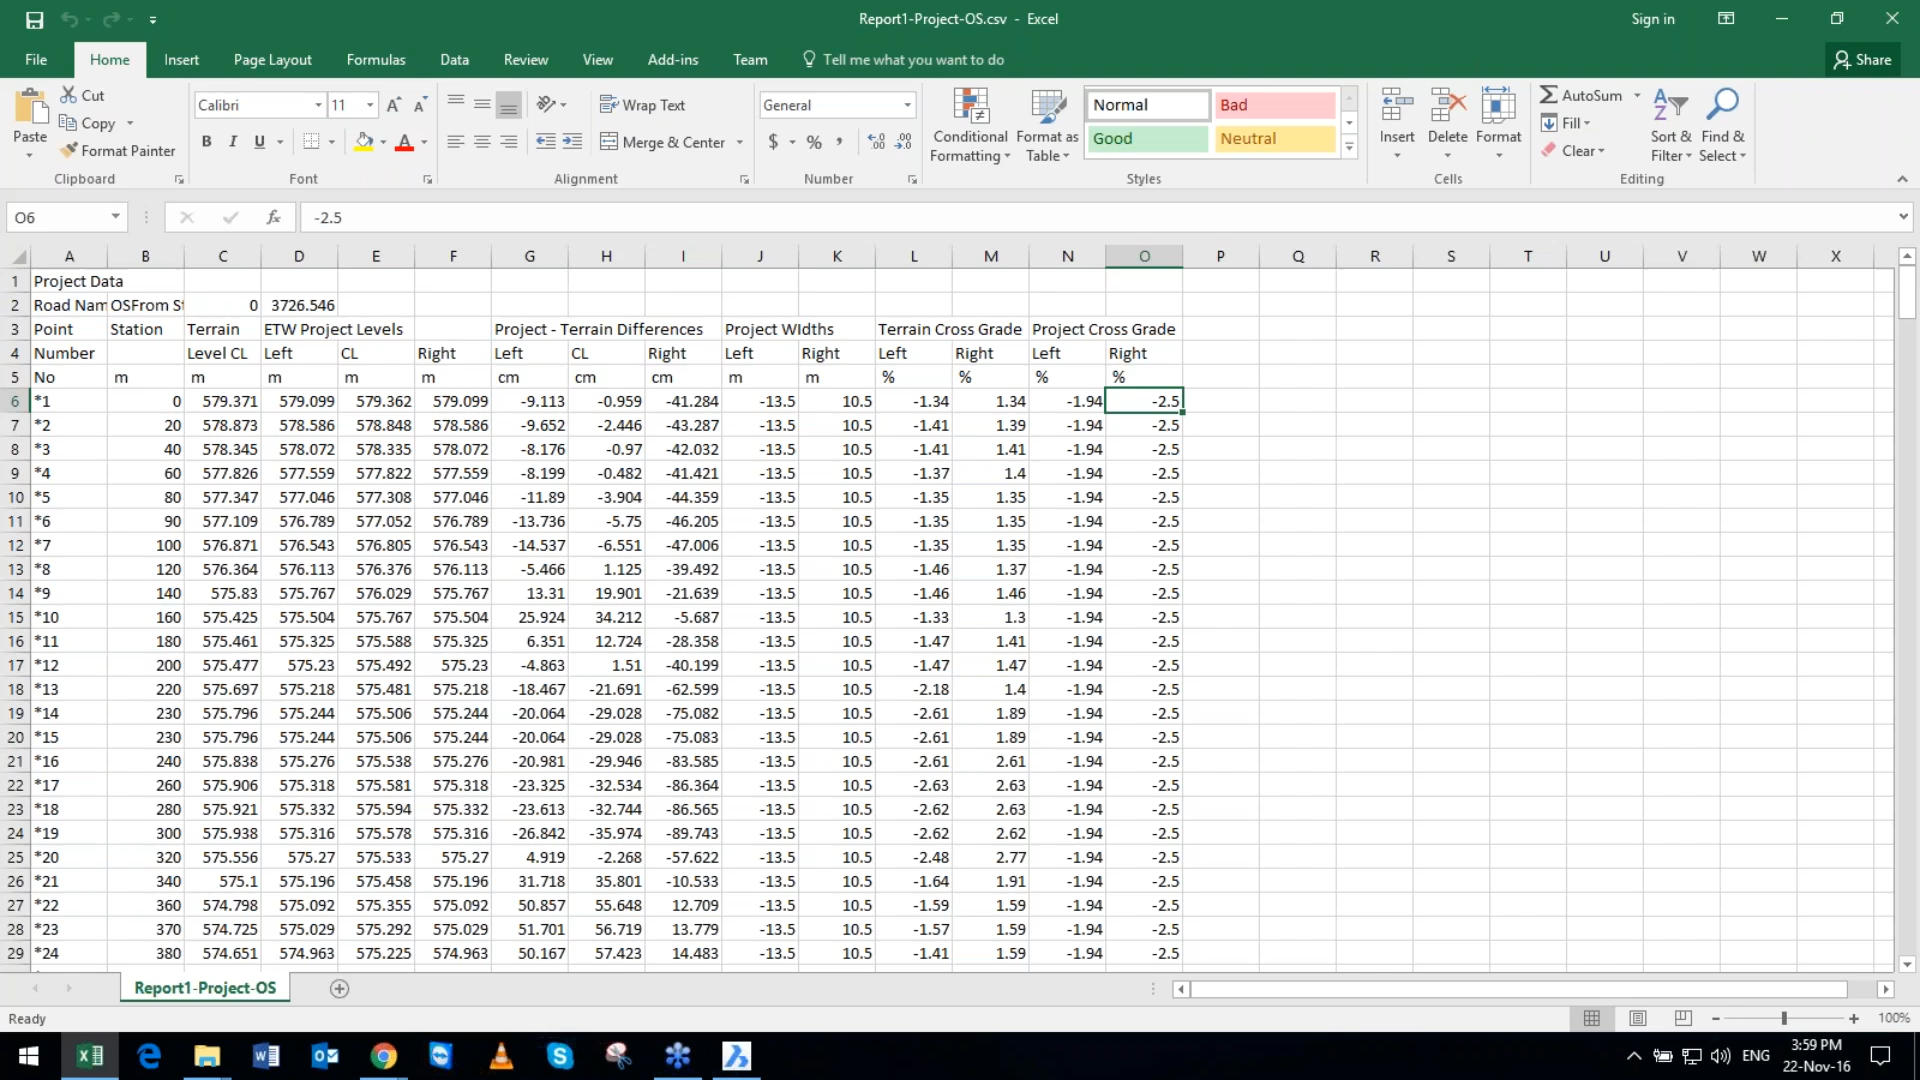 Report1-Project-OS.csv - Excel
Sign in
File Home Insert Page Layout Formulas Data Review View Add-ins Team Tell me what you want to do Share
Paste Cut Copy Format Painter Clipboard
Calibri 11 B I U Font
Wrap Text Merge & Center Alignment
General $ % , Number
Conditional Formatting Format as Table Normal Bad Good Neutral Styles
Insert Delete Format Cells
AutoSum Fill Clear Sort & Filter Find & Select Editing
O6 fx -2.5
A B C D E F G H I J K L M N O P Q R S T U V W X
1 Project Data
2 Road Nam OSFrom St 0 3726.546
3 Point Station Terrain ETW Project Levels Project - Terrain Differences Project WIdths Terrain Cross Grade Project Cross Grade
4 Number Level CL Left CL Right Left CL Right Left Right Left Right Left Right
5 No m m m m m cm cm cm m m % % % %
6 *1 0 579.371 579.099 579.362 579.099 -9.113 -0.959 -41.284 -13.5 10.5 -1.34 1.34 -1.94 -2.5
7 *2 20 578.873 578.586 578.848 578.586 -9.652 -2.446 -43.287 -13.5 10.5 -1.41 1.39 -1.94 -2.5
8 *3 40 578.345 578.072 578.335 578.072 -8.176 -0.97 -42.032 -13.5 10.5 -1.41 1.41 -1.94 -2.5
9 *4 60 577.826 577.559 577.822 577.559 -8.199 -0.482 -41.421 -13.5 10.5 -1.37 1.4 -1.94 -2.5
10 *5 80 577.347 577.046 577.308 577.046 -11.89 -3.904 -44.359 -13.5 10.5 -1.35 1.35 -1.94 -2.5
11 *6 90 577.109 576.789 577.052 576.789 -13.736 -5.75 -46.205 -13.5 10.5 -1.35 1.35 -1.94 -2.5
12 *7 100 576.871 576.543 576.805 576.543 -14.537 -6.551 -47.006 -13.5 10.5 -1.35 1.35 -1.94 -2.5
13 *8 120 576.364 576.113 576.376 576.113 -5.466 1.125 -39.492 -13.5 10.5 -1.46 1.37 -1.94 -2.5
14 *9 140 575.83 575.767 576.029 575.767 13.31 19.901 -21.639 -13.5 10.5 -1.46 1.46 -1.94 -2.5
15 *10 160 575.425 575.504 575.767 575.504 25.924 34.212 -5.687 -13.5 10.5 -1.33 1.3 -1.94 -2.5
16 *11 180 575.461 575.325 575.588 575.325 6.351 12.724 -28.358 -13.5 10.5 -1.47 1.41 -1.94 -2.5
17 *12 200 575.477 575.23 575.492 575.23 -4.863 1.51 -40.199 -13.5 10.5 -1.47 1.47 -1.94 -2.5
18 *13 220 575.697 575.218 575.481 575.218 -18.467 -21.691 -62.599 -13.5 10.5 -2.18 1.4 -1.94 -2.5
19 *14 230 575.796 575.244 575.506 575.244 -20.064 -29.028 -75.082 -13.5 10.5 -2.61 1.89 -1.94 -2.5
20 *15 230 575.796 575.244 575.506 575.244 -20.064 -29.028 -75.083 -13.5 10.5 -2.61 1.89 -1.94 -2.5
21 *16 240 575.838 575.276 575.538 575.276 -20.981 -29.946 -83.585 -13.5 10.5 -2.61 2.61 -1.94 -2.5
22 *17 260 575.906 575.318 575.581 575.318 -23.325 -32.534 -86.364 -13.5 10.5 -2.63 2.63 -1.94 -2.5
23 *18 280 575.921 575.332 575.594 575.332 -23.613 -32.744 -86.565 -13.5 10.5 -2.62 2.63 -1.94 -2.5
24 *19 300 575.938 575.316 575.578 575.316 -26.842 -35.974 -89.743 -13.5 10.5 -2.62 2.62 -1.94 -2.5
25 *20 320 575.556 575.27 575.533 575.27 4.919 -2.268 -57.622 -13.5 10.5 -2.48 2.77 -1.94 -2.5
26 *21 340 575.1 575.196 575.458 575.196 31.718 35.801 -10.533 -13.5 10.5 -1.64 1.91 -1.94 -2.5
27 *22 360 574.798 575.092 575.355 575.092 50.857 55.648 12.709 -13.5 10.5 -1.59 1.59 -1.94 -2.5
28 *23 370 574.725 575.029 575.292 575.029 51.701 56.719 13.779 -13.5 10.5 -1.57 1.59 -1.94 -2.5
29 *24 380 574.651 574.963 575.225 574.963 50.167 57.423 14.483 -13.5 10.5 -1.41 1.59 -1.94 -2.5
Report1-Project-OS
Ready 100%
ENG 3:59 PM
22-Nov-16